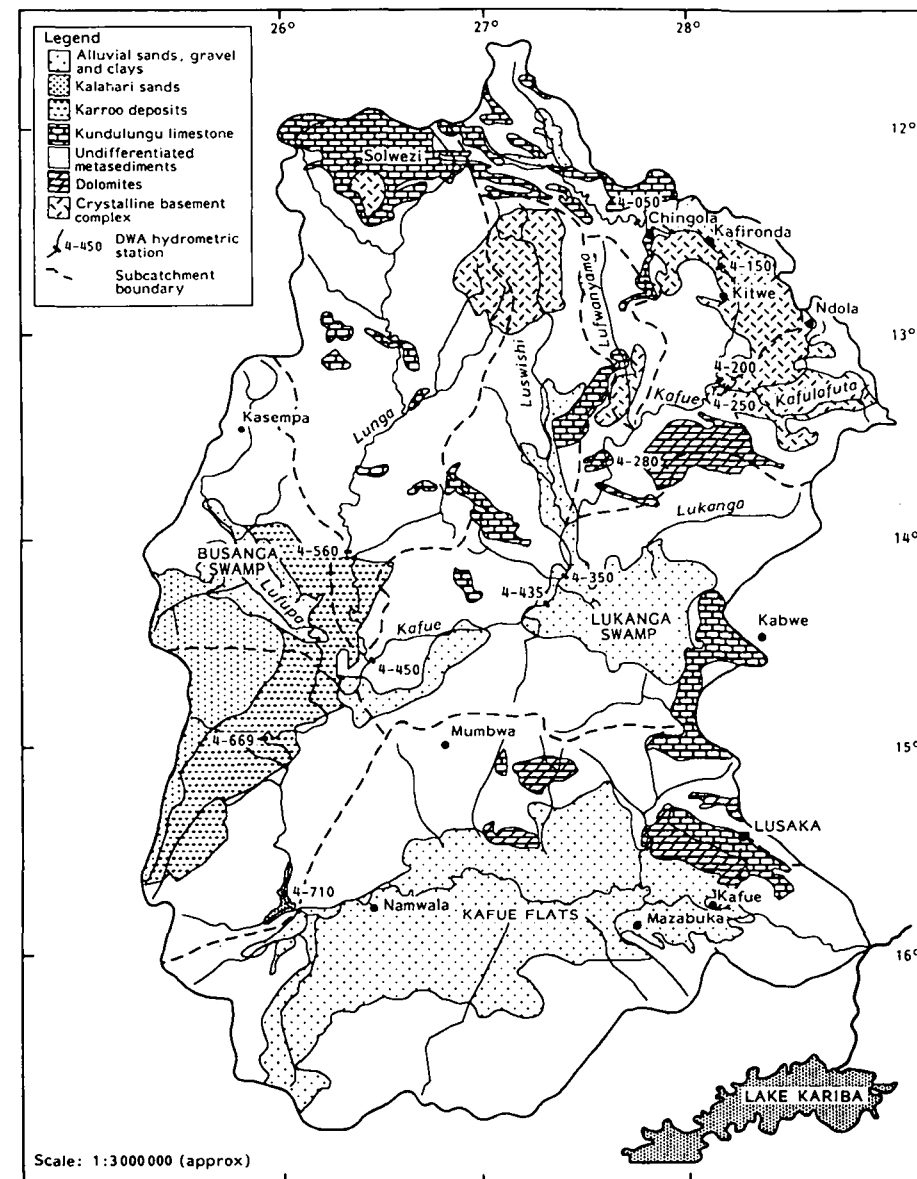 26°
27°
28°
Legend
Alluvial sands, gravel
and clays
Kalahari sands
Karroo deposits
Kundulungu limestone
Undifferentiated
metasediments
Dolomites
Crystalline basement
complex
4-450 DWA hydrometric
station
Subcatchment
boundary
12°
Solwezi
4-050
Chingola
Kafironda
4-150
Kitwe
Ndola
Lufwanyama
13°
Luswishi
4-200
Kafue
4-250
Kafulafuta
Lunga
Kasempa
4-280
Lukanga
14°
BUSANGA
SWAMP
4-560
4-350
4-435
Lufupa
LUKANGA
SWAMP
Kabwe
Kafue
4-450
4-669
Mumbwa
15°
LUSAKA
4-710
Namwala
KAFUE FLATS
Kafue
Mazabuka
16°
LAKE KARIBA
Scale: 1:3000000 (approx)
26°
27°
28°